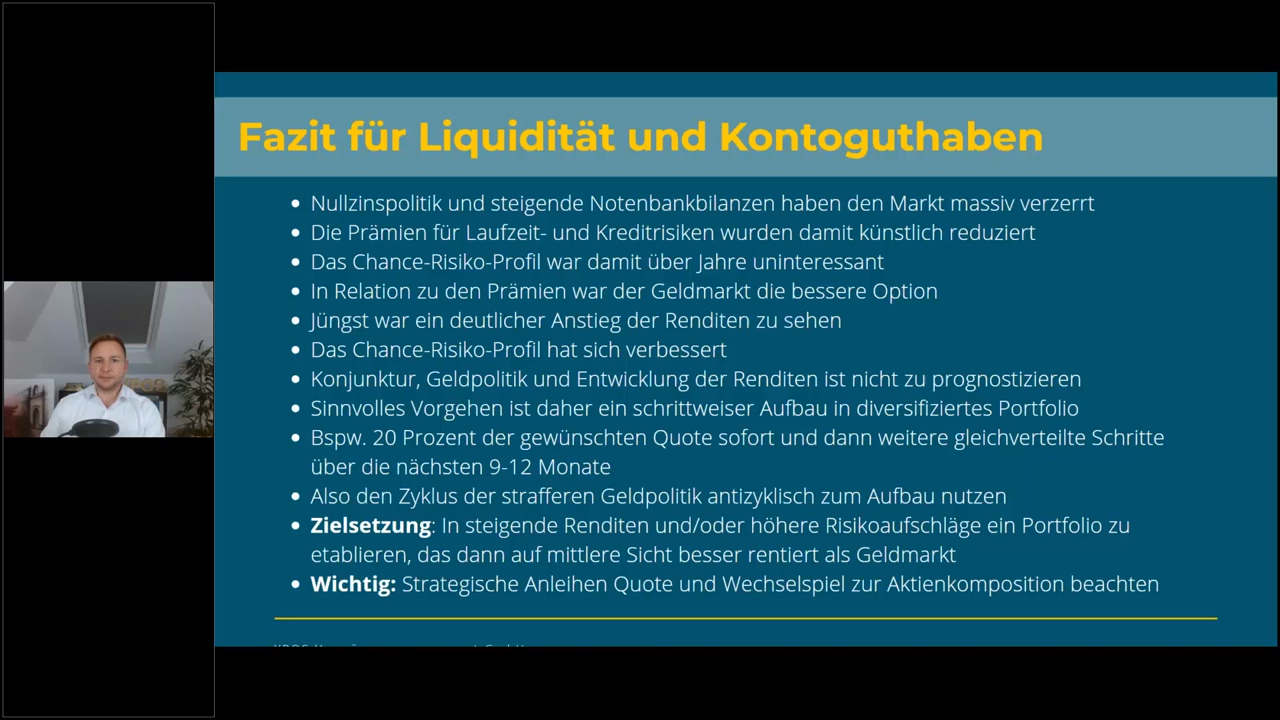 Fazit für Liquidität und Kontoguthaben
• Nullzinspolitik und steigende Notenbankbilanzen haben den Markt massiv verzerrt
• Die Prämien für Laufzeit- und Kreditrisiken wurden damit künstlich reduziert
• Das Chance-Risiko-Profil war damit über Jahre uninteressant
• In Relation zu den Prämien war der Geldmarkt die bessere Option
• Jüngst war ein deutlicher Anstieg der Renditen zu sehen
• Das Chance-Risiko-Profil hat sich verbessert
• Konjunktur, Geldpolitik und Entwicklung der Renditen ist nicht zu prognostizieren
• Sinnvolles Vorgehen ist daher ein schrittweiser Aufbau in diversifiziertes Portfolio
• Bspw. 20 Prozent der gewünschten Quote sofort und dann weitere gleichverteilte Schritte
über die nächsten 9-12 Monate
• Also den Zyklus der strafferen Geldpolitik antizyklisch zum Aufbau nutzen
• Zielsetzung: In steigende Renditen und/oder höhere Risikoaufschläge ein Portfolio zu
etablieren, das dann auf mittlere Sicht besser rentiert als Geldmarkt
• Wichtig: Strategische Anleihen Quote und Wechselspiel zur Aktienkomposition beachten